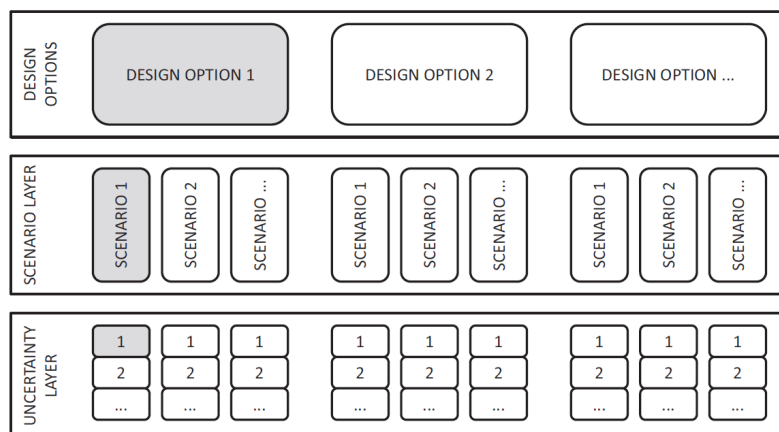 DESIGN
OPTIONS
DESIGN OPTION 1
DESIGN OPTION 2
DESIGN OPTION ...
SCENARIO LAYER
SCENARIO 1
SCENARIO 2
SCENARIO ...
SCENARIO 1
SCENARIO 2
SCENARIO ...
SCENARIO 1
SCENARIO 2
SCENARIO ...
UNCERTAINTY
LAYER
1 1 1 1 1 1 1 1 1
2 2 2 2 2 2 2 2 2
... ... ... ... ... ... ... ... ...